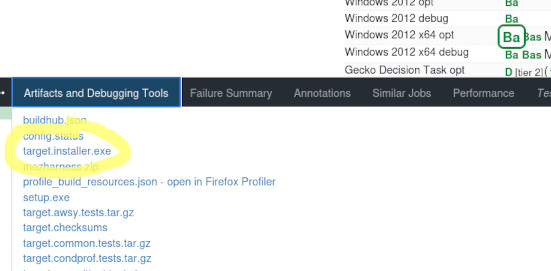 Windows 2012 opt Ba
Windows 2012 debug Ba
Windows 2012 x64 opt Ba Bas M
Windows 2012 x64 debug Ba Bas M
Gecko Decision Task opt D [tier 2](
Artifacts and Debugging Tools Failure Summary Annotations Similar Jobs Performance Te
buildhub.json
config.status
target.installer.exe
mozharness.zip
profile_build_resources.json - open in Firefox Profiler
setup.exe
target.awsy.tests.tar.gz
target.checksums
target.common.tests.tar.gz
target.condprof.tests.tar.gz